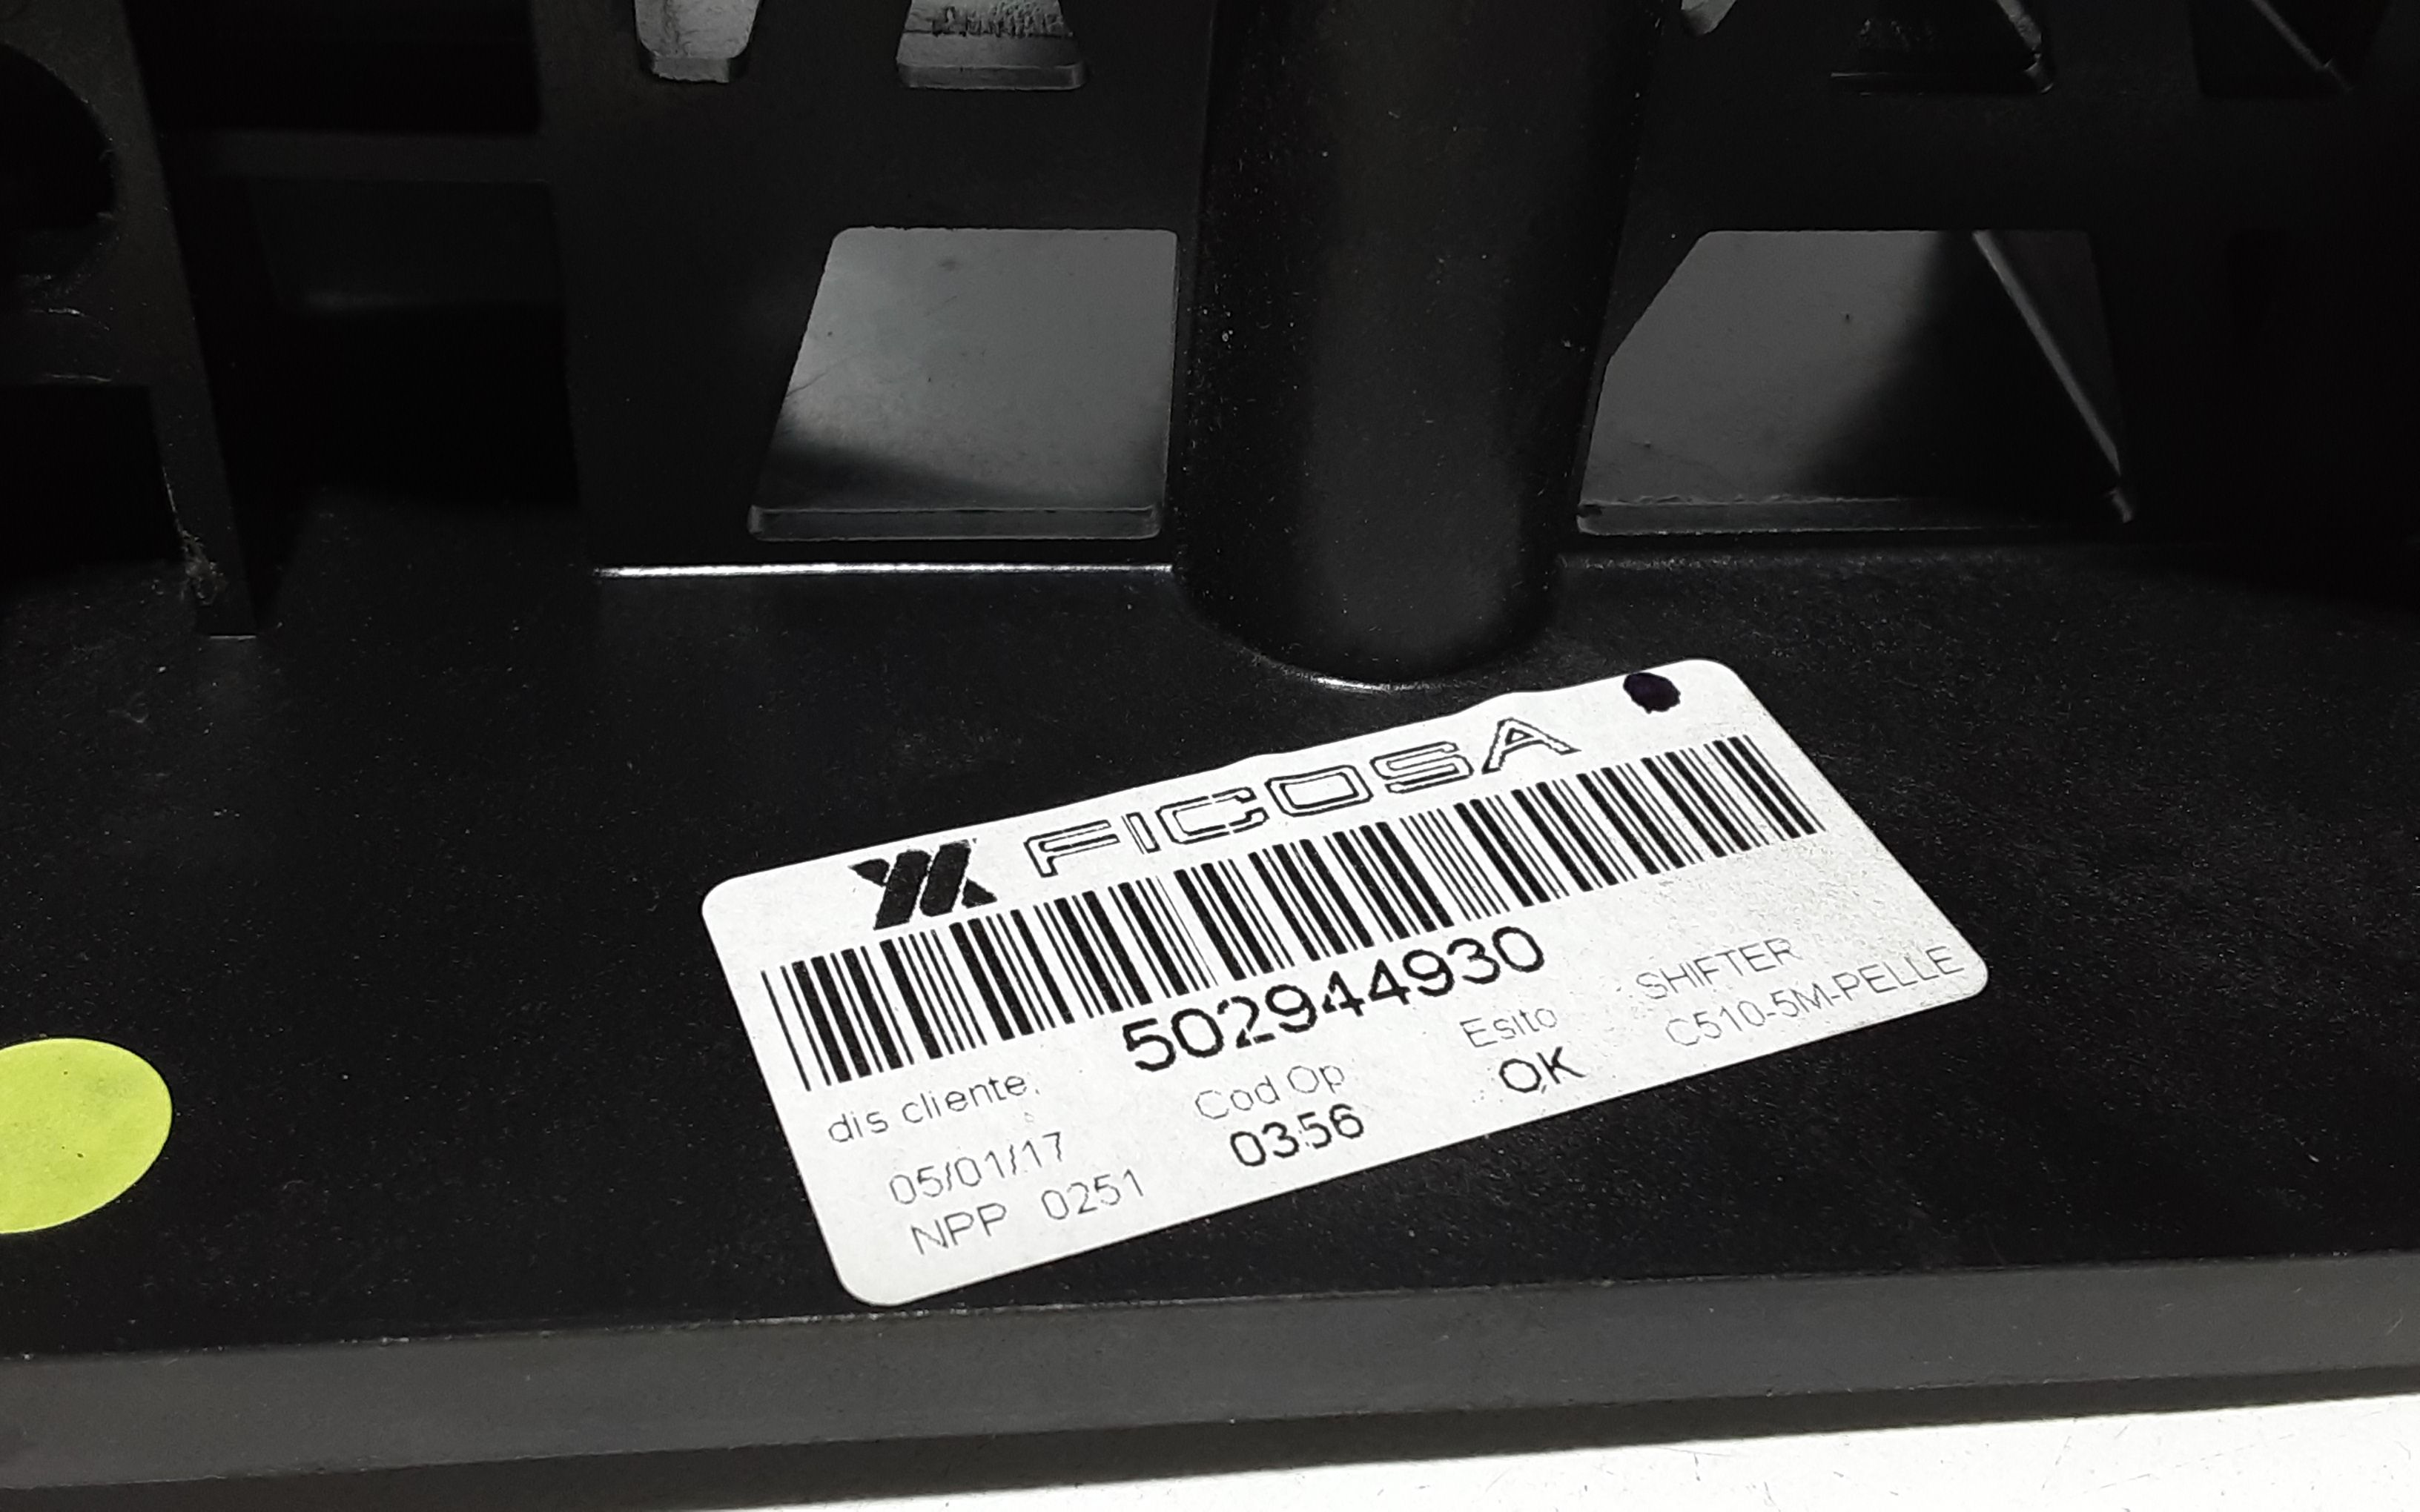 FICOSA
502944930
dis cliente. Cod Op Esito SHIFTER
05/01/17 0356 OK C510-5M-PELLE
NPP 0251